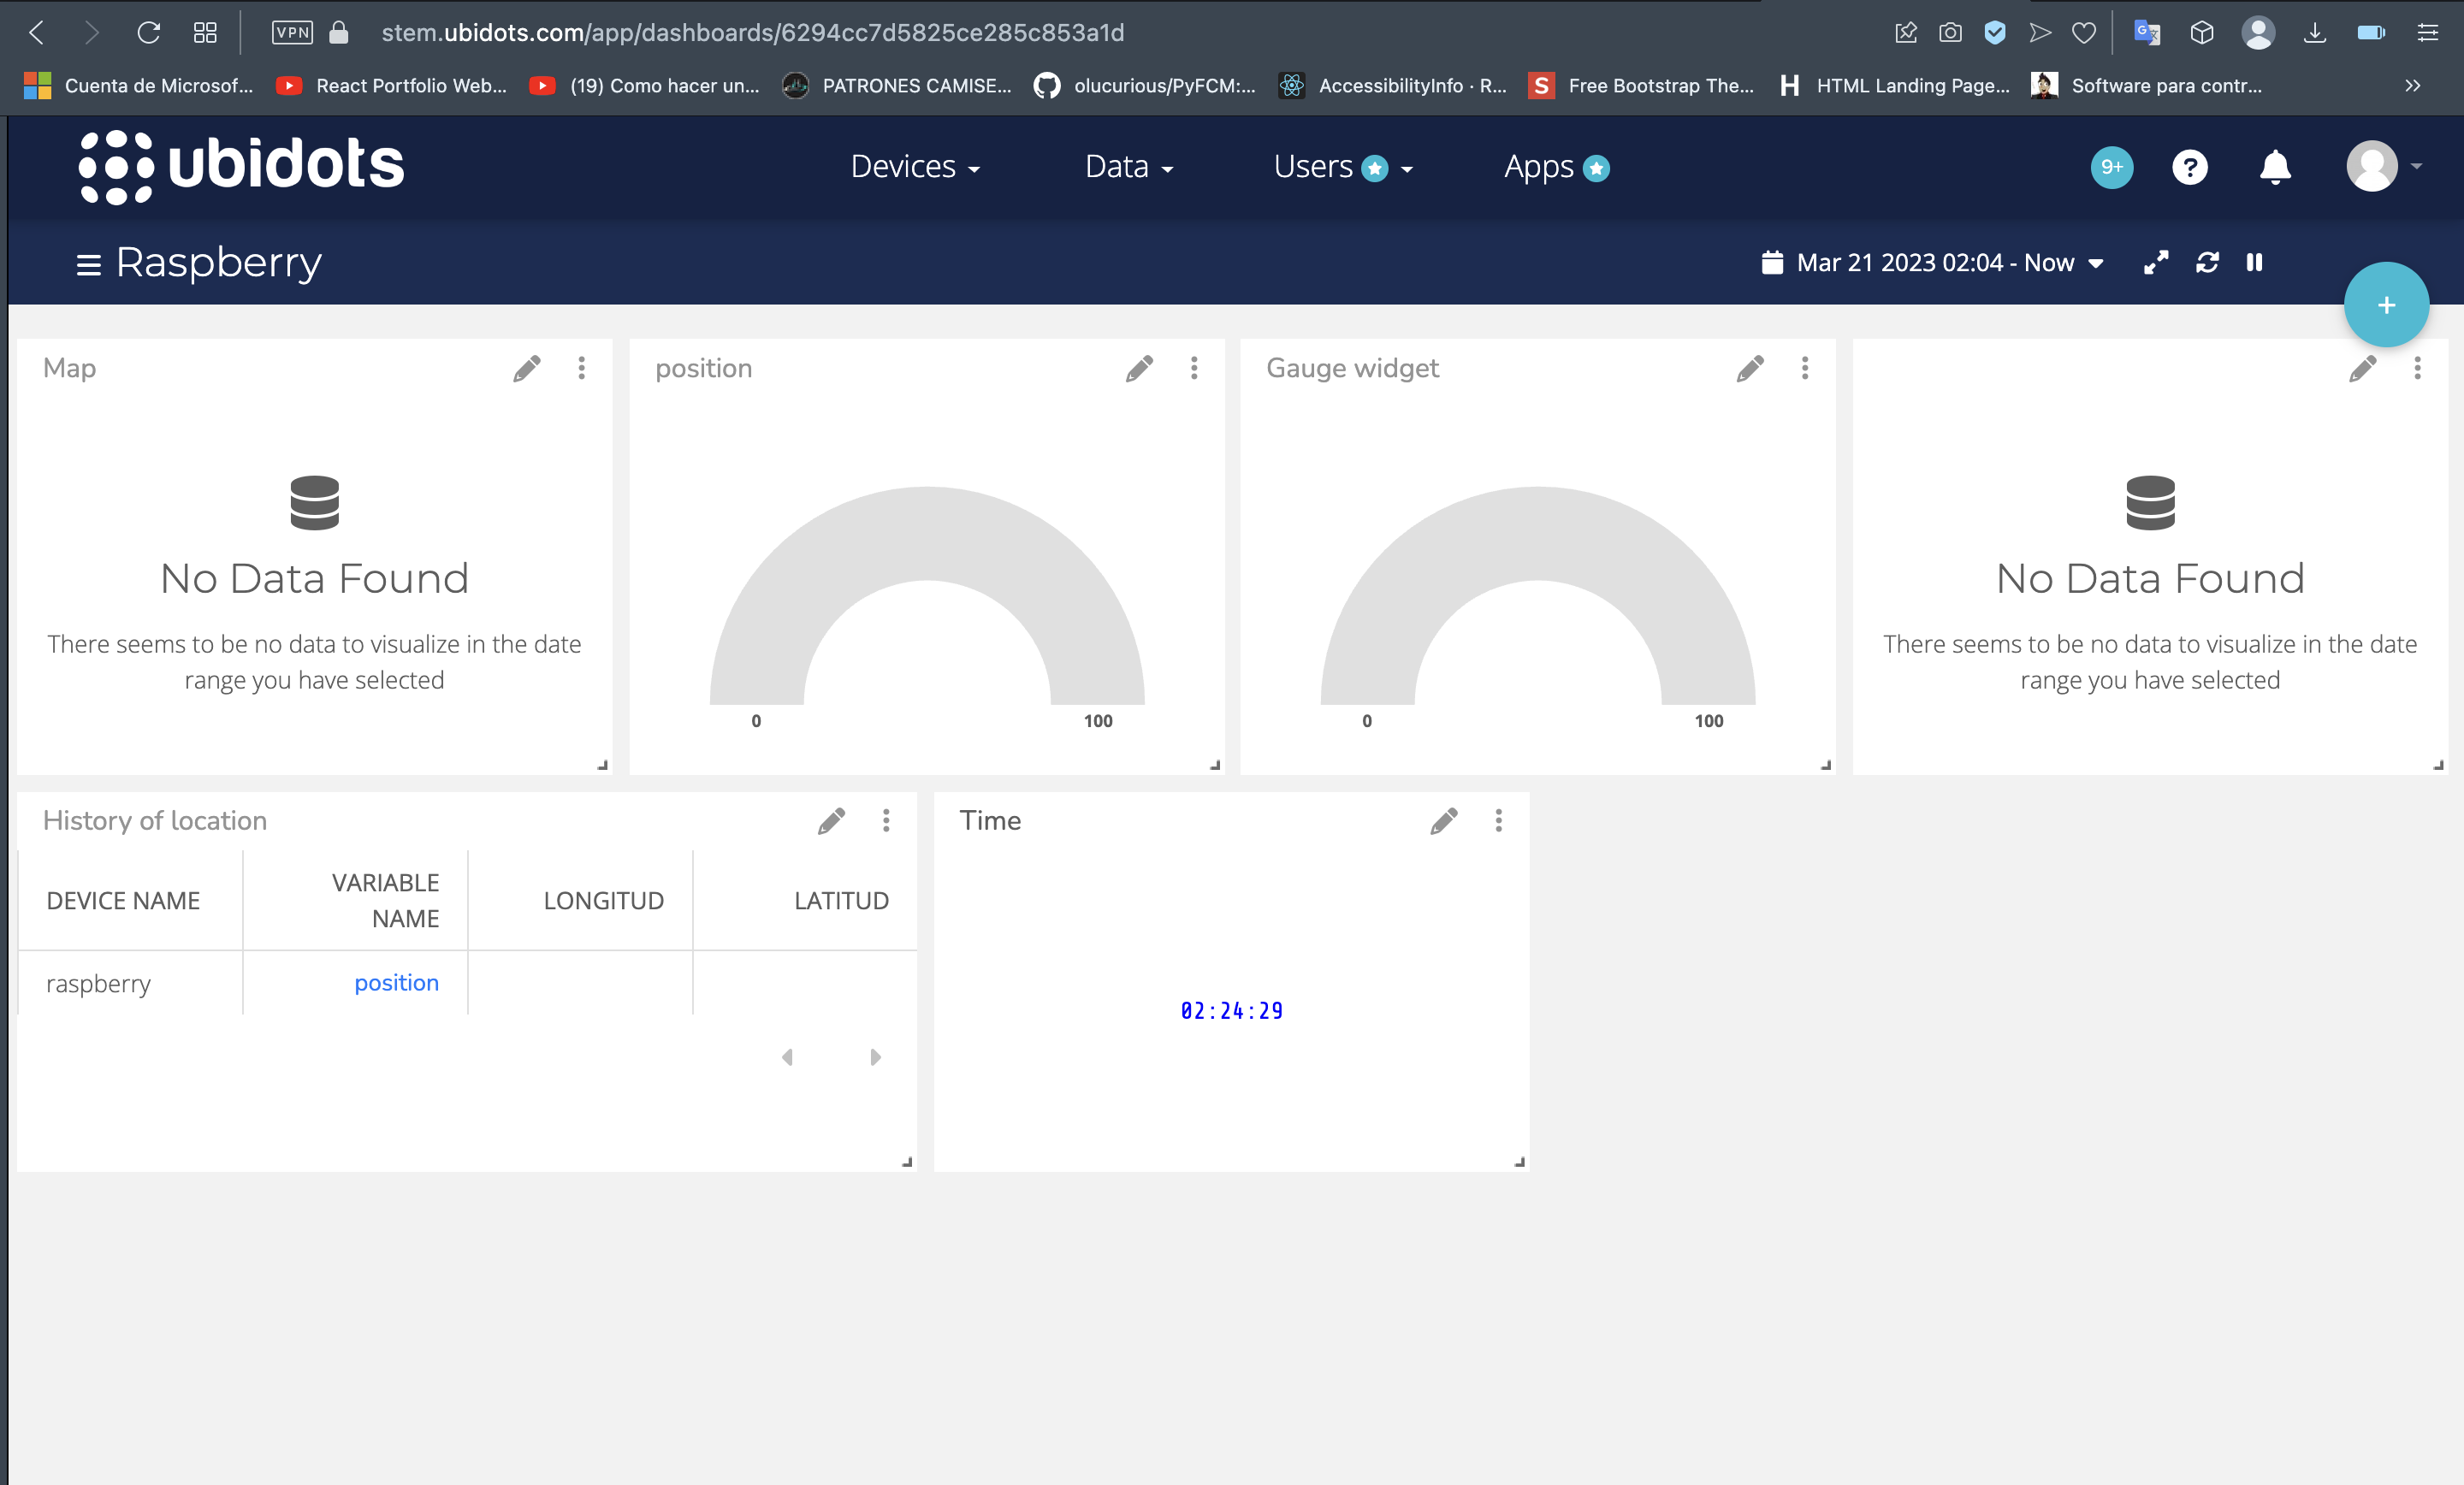 VPN stem.ubidots.com/app/dashboards/6294cc7d5825ce285c853a1d
Cuenta de Microsof... React Portfolio Web... (19) Como hacer un... PATRONES CAMISE... olucurious/PyFCM:... AccessibilityInfo · R... S Free Bootstrap The... H HTML Landing Page... Software para contr...
ubidots Devices Data Users Apps 9+ ?
Raspberry Mar 21 2023 02:04 - Now
+
Map
No Data Found
There seems to be no data to visualize in the date
range you have selected
position
0 100
Gauge widget
0 100
No Data Found
There seems to be no data to visualize in the date
range you have selected
History of location
DEVICE NAME VARIABLE NAME LONGITUD LATITUD
raspberry position
Time
02:24:29